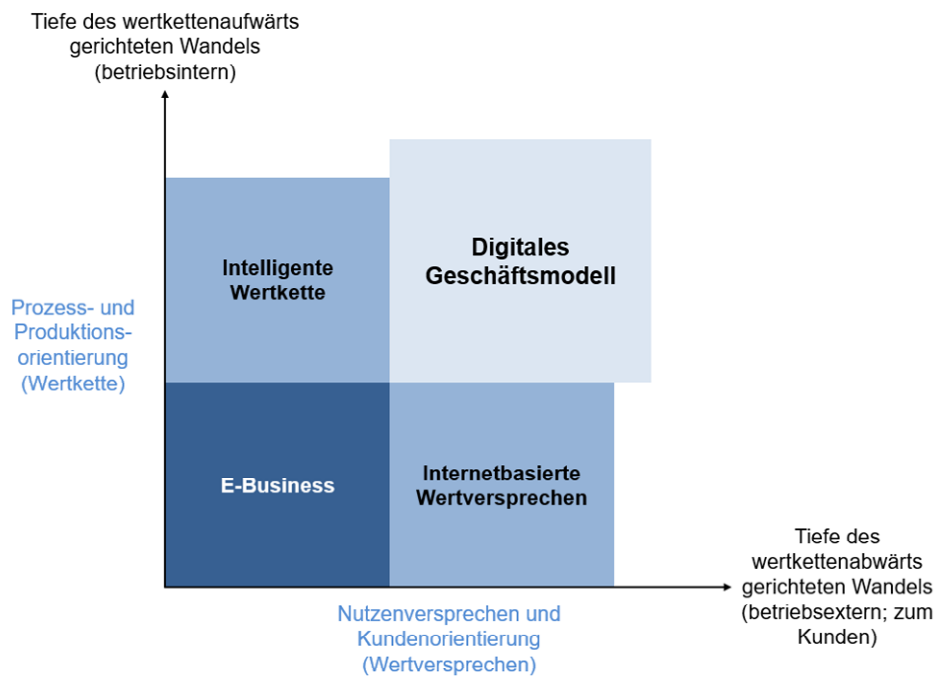 Tiefe des wertkettenaufwärts
gerichteten Wandels
(betriebsintern)
Digitales
Geschäftsmodell
Intelligente
Wertkette
Prozess- und
Produktions-
orientierung
(Wertkette)
E-Business
Internetbasierte
Wertversprechen
Tiefe des
wertkettenabwärts
gerichteten Wandels
(betriebsextern; zum
Kunden)
Nutzenversprechen und
Kundenorientierung
(Wertversprechen)